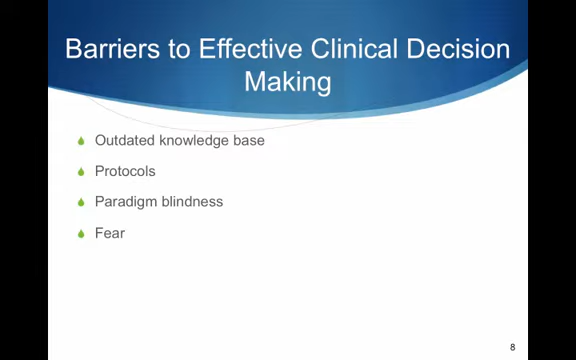 Barriers to Effective Clinical Decision
Making
Outdated knowledge base
Protocols
Paradigm blindness
Fear
8